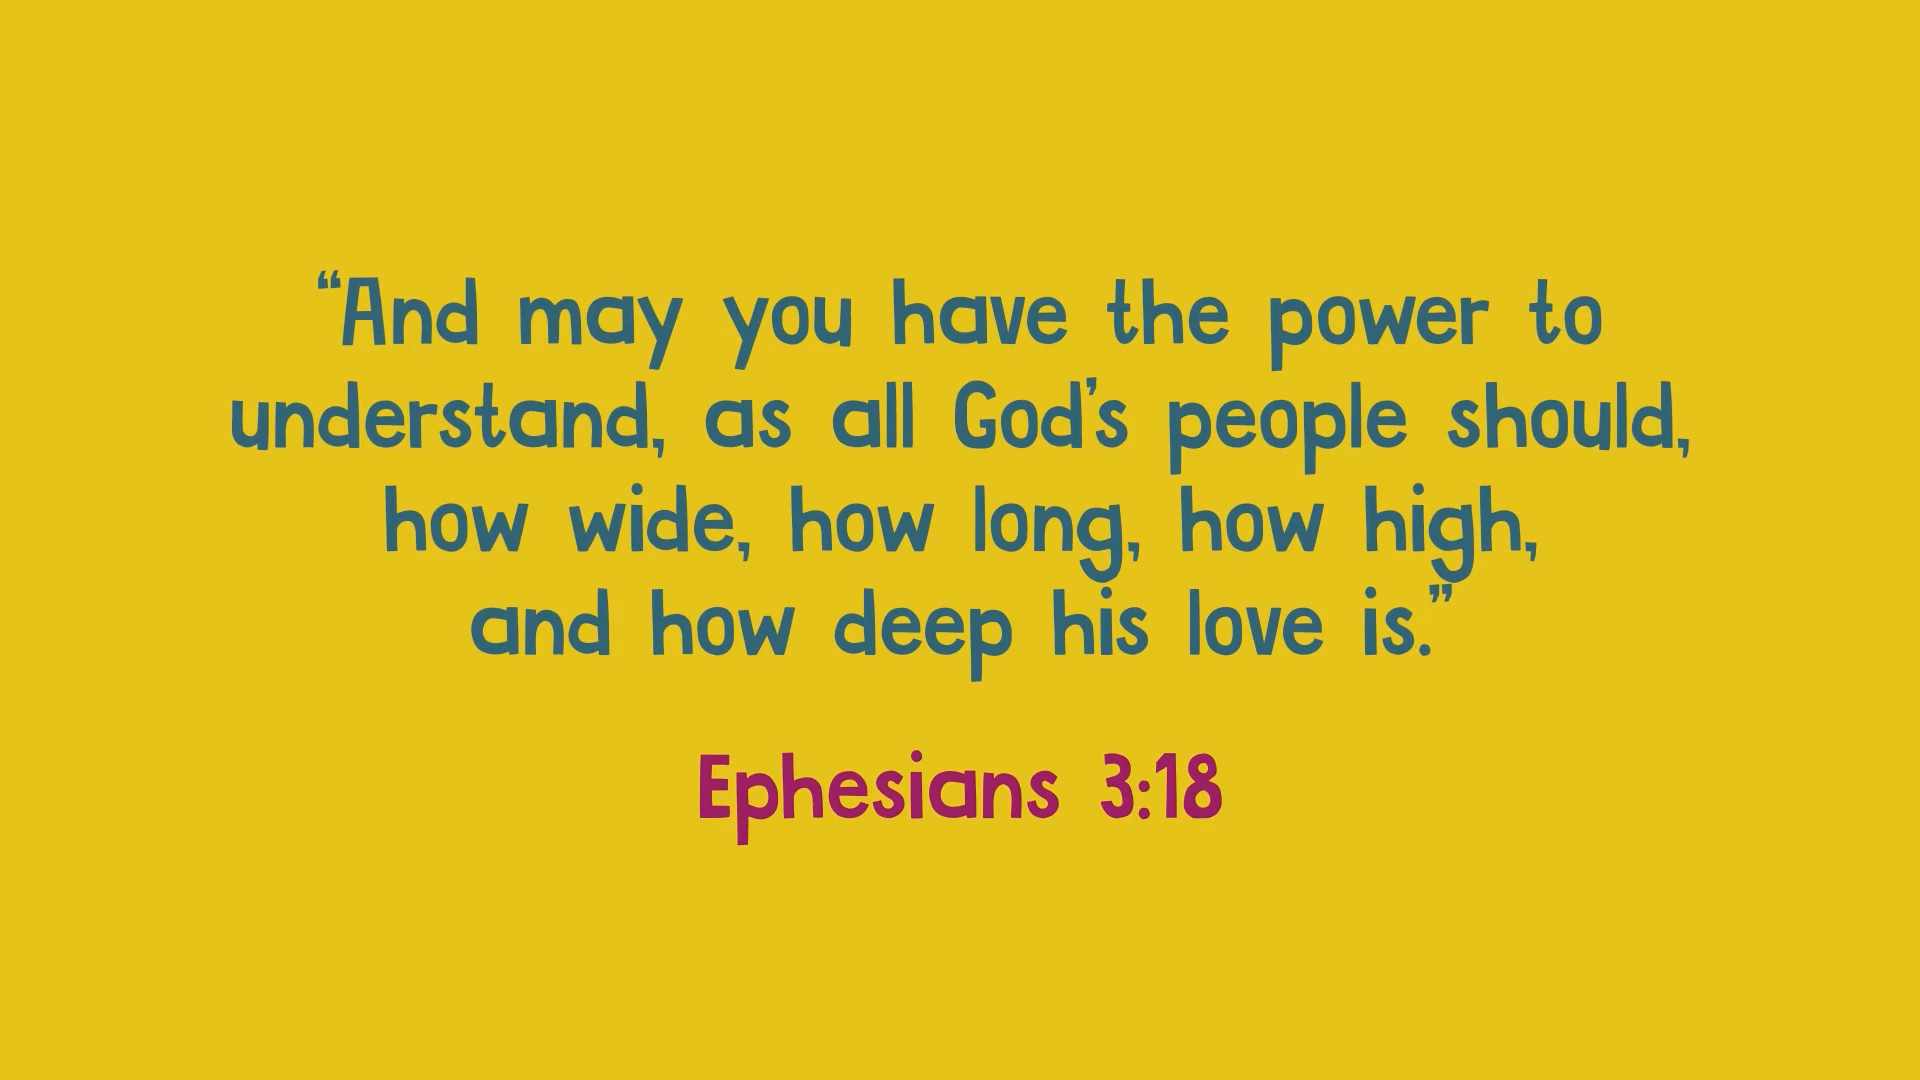 “And may you have the power to
understand, as all God’s people should,
how wide, how long, how high,
and how deep his love is.”
Ephesians 3:18